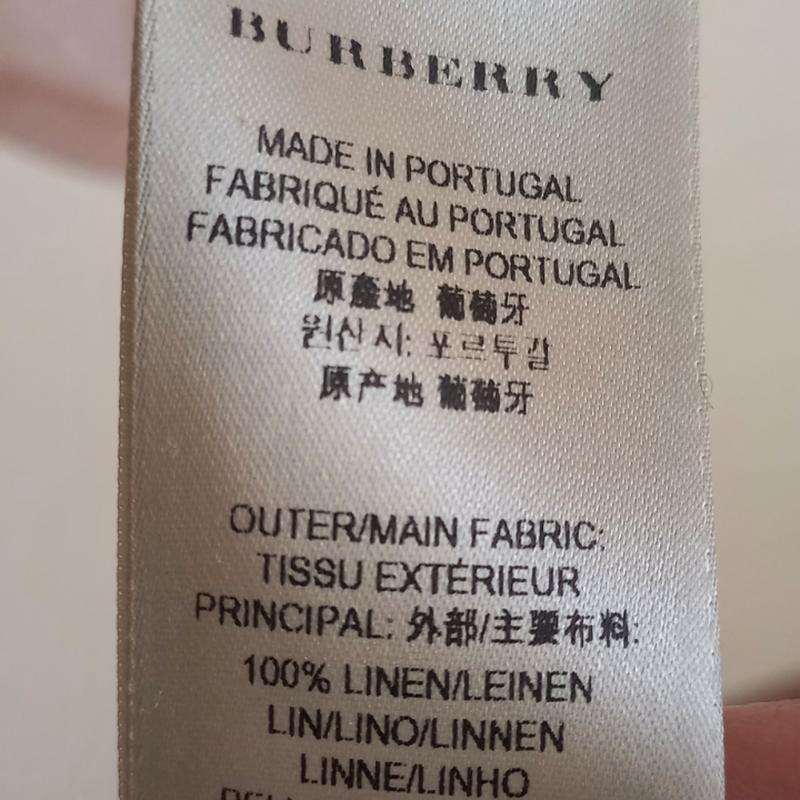 BURBERRY
MADE IN PORTUGAL
FABRIQUÉ AU PORTUGAL
FABRICADO EM PORTUGAL
原產地 葡萄牙
원산지: 포르투갈
原产地 葡萄牙
OUTER/MAIN FABRIC:
TISSU EXTÉRIEUR
PRINCIPAL: 外部/主要布料:
100% LINEN/LEINEN
LIN/LINO/LINNEN
LINNE/LINHO